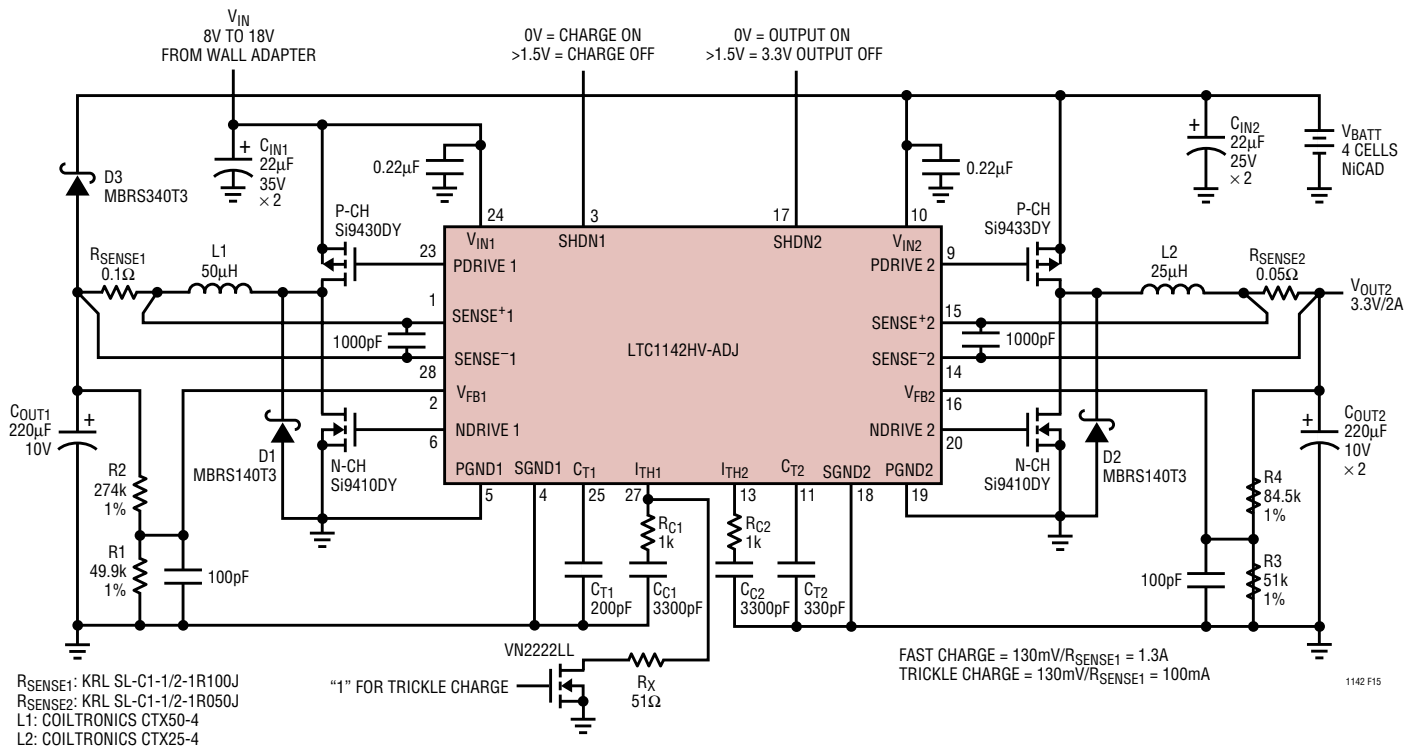 VIN
8V TO 18V
FROM WALL ADAPTER
0V = CHARGE ON
>1.5V = CHARGE OFF
0V = OUTPUT ON
>1.5V = 3.3V OUTPUT OFF
D3
MBRS340T3
+
CIN1
22µF
35V
× 2
0.22µF
0.22µF
+
CIN2
22µF
25V
× 2
VBATT
4 CELLS
NiCAD
P-CH
Si9430DY
P-CH
Si9433DY
24
3
17
10
VIN1
SHDN1
SHDN2
VIN2
23
PDRIVE 1
PDRIVE 2
9
RSENSE1
0.1Ω
L1
50µH
L2
25µH
RSENSE2
0.05Ω
VOUT2
3.3V/2A
1
SENSE+1
SENSE+2
15
1000pF
1000pF
SENSE–1
SENSE–2
28
14
LTC1142HV-ADJ
VFB1
VFB2
2
16
NDRIVE 1
NDRIVE 2
6
20
COUT1
220µF
10V
+
COUT2
220µF
10V
× 2
+
D1
MBRS140T3
N-CH
Si9410DY
N-CH
Si9410DY
D2
MBRS140T3
PGND1
SGND1
CT1
ITH1
ITH2
CT2
SGND2
PGND2
5
4
25
27
13
11
18
19
R2
274k
1%
R1
49.9k
1%
100pF
RC1
1k
RC2
1k
CT1
200pF
CC1
3300pF
CC2
3300pF
CT2
330pF
R4
84.5k
1%
R3
51k
1%
100pF
VN2222LL
"1" FOR TRICKLE CHARGE
RX
51Ω
FAST CHARGE = 130mV/RSENSE1 = 1.3A
TRICKLE CHARGE = 130mV/RSENSE1 = 100mA
1142 F15
RSENSE1: KRL SL-C1-1/2-1R100J
RSENSE2: KRL SL-C1-1/2-1R050J
L1: COILTRONICS CTX50-4
L2: COILTRONICS CTX25-4